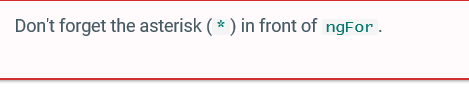 Don't forget the asterisk (*) in front of ngFor.